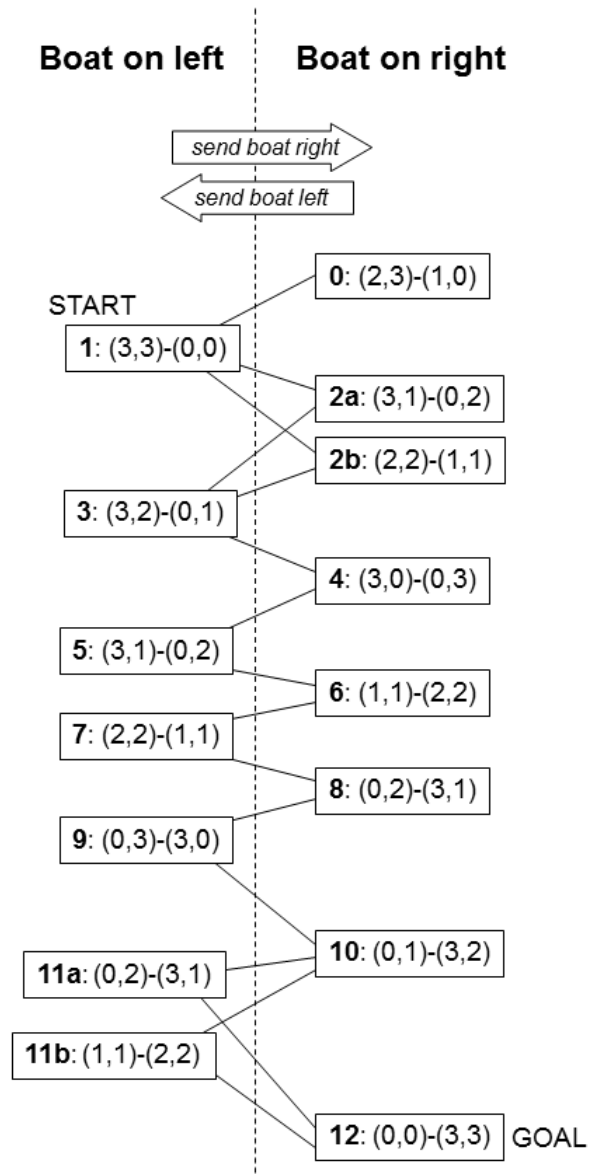 Boat on left
Boat on right
send boat right
send boat left
0: (2,3)-(1,0)
START
1: (3,3)-(0,0)
2a: (3,1)-(0,2)
2b: (2,2)-(1,1)
3: (3,2)-(0,1)
4: (3,0)-(0,3)
5: (3,1)-(0,2)
6: (1,1)-(2,2)
7: (2,2)-(1,1)
8: (0,2)-(3,1)
9: (0,3)-(3,0)
10: (0,1)-(3,2)
11a: (0,2)-(3,1)
11b: (1,1)-(2,2)
12: (0,0)-(3,3) GOAL